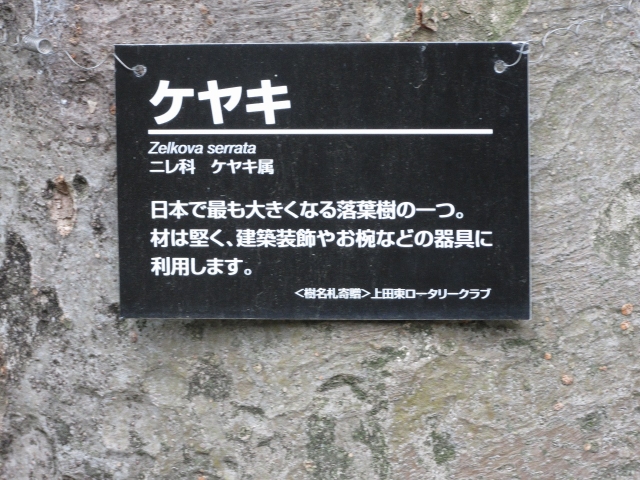 ケヤキ
Zelkova serrata
ニレ科　ケヤキ属
日本で最も大きくなる落葉樹の一つ。
材は堅く、建築装飾やお椀などの器具に
利用します。
＜樹名札寄贈＞上田東ロータリークラブ